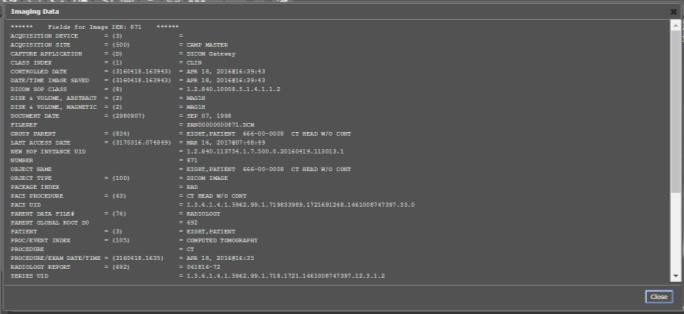 Imaging Data
****** Fields for Image IEN: 871 ******
ACQUISITION DEVICE = (3) =
ACQUISITION SITE = (500) = CAMP MASTER
CAPTURE APPLICATION = (D) = DICOM Gateway
CLASS INDEX = (1) = CLIN
CONTROLLED DATE = (3160418.163943) = APR 18, 2016@16:39:43
DATE/TIME IMAGE SAVED = (3160418.163943) = APR 18, 2016@16:39:43
DICOM SOP CLASS = (8) = 1.2.840.10008.5.1.4.1.1.2
DISK & VOLUME, ABSTRACT = (2) = MAG1H
DISK & VOLUME, MAGNETIC = (2) = MAG1H
DOCUMENT DATE = (2980907) = SEP 07, 1998
FILEREF = XAN00000000871.DCM
GROUP PARENT = (834) = EIGHT,PATIENT 666-00-0008 CT HEAD W/O CONT
LAST ACCESS DATE = (3170316.074849) = MAR 16, 2017@07:48:49
NEW SOP INSTANCE UID = 1.2.840.113754.1.7.500.0.20160419.113013.1
NUMBER = 871
OBJECT NAME = EIGHT,PATIENT 666-00-0008 CT HEAD W/O CONT
OBJECT TYPE = (100) = DICOM IMAGE
PACKAGE INDEX = RAD
PACS PROCEDURE = (43) = CT HEAD W/O CONT
PACS UID = 1.3.6.1.4.1.5962.99.1.719833989.1721691268.1461008747397.33.0
PARENT DATA FILE# = (74) = RADIOLOGY
PARENT GLOBAL ROOT D0 = 692
PATIENT = (3) = EIGHT,PATIENT
PROC/EVENT INDEX = (105) = COMPUTED TOMOGRAPHY
PROCEDURE = CT
PROCEDURE/EXAM DATE/TIME = (3160418.1635) = APR 18, 2016@16:35
RADIOLOGY REPORT = (692) = 041816-72
SERIES UID = 1.3.6.1.4.1.5962.99.1.719.1721.1461008747397.12.3.1.2
Close